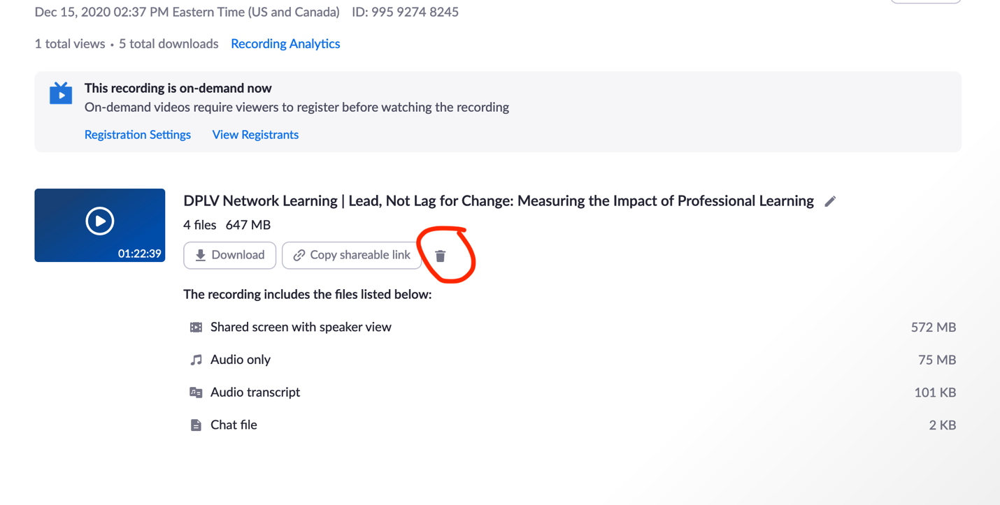 Dec 15, 2020 02:37 PM Eastern Time (US and Canada) ID: 995 9274 8245
1 total views • 5 total downloads Recording Analytics
This recording is on-demand now
On-demand videos require viewers to register before watching the recording
Registration Settings View Registrants
DPLV Network Learning | Lead, Not Lag for Change: Measuring the Impact of Professional Learning
4 files 647 MB
01:22:39
Download Copy shareable link
The recording includes the files listed below:
Shared screen with speaker view 572 MB
Audio only 75 MB
Audio transcript 101 KB
Chat file 2 KB